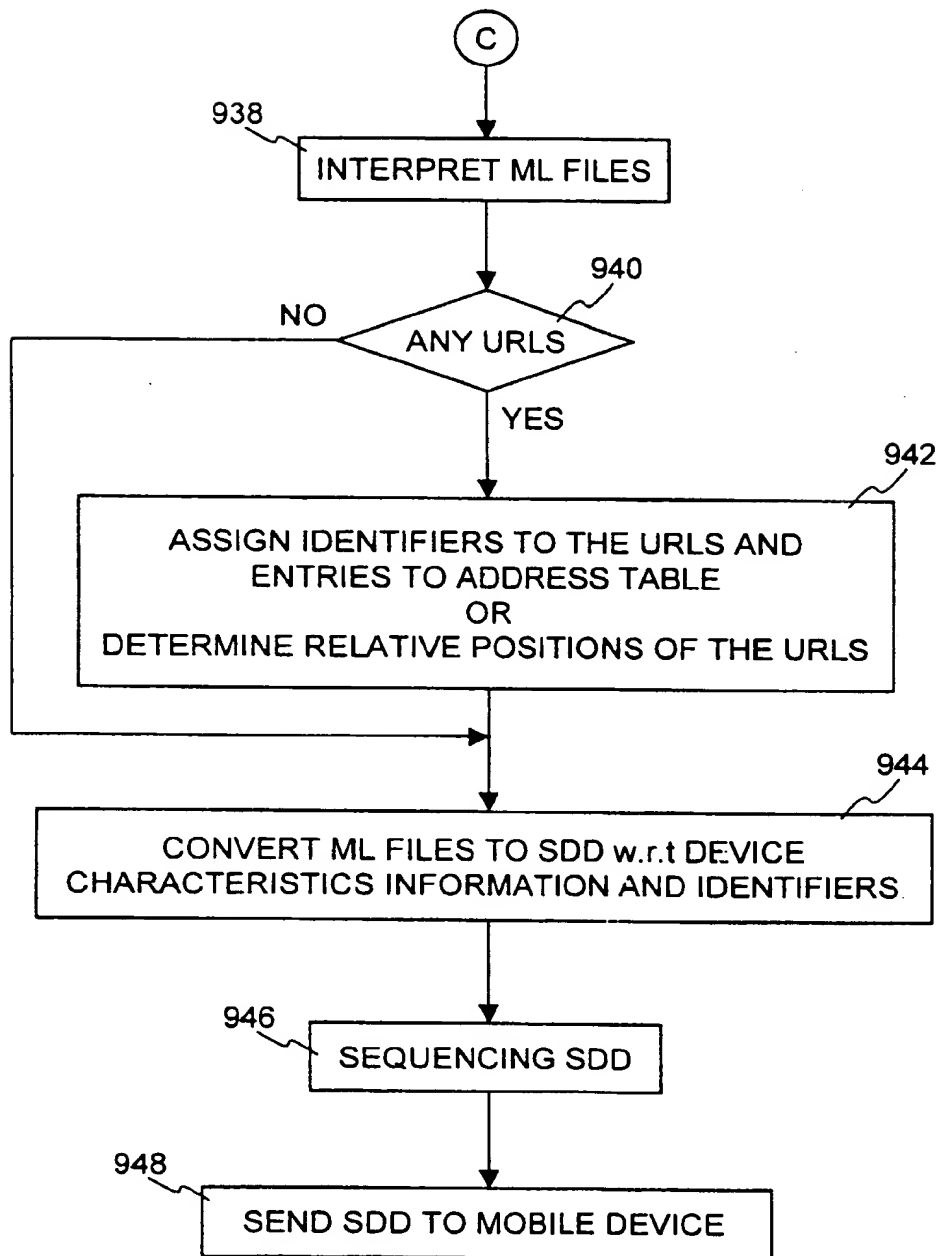 C
938
INTERPRET ML FILES
940
NO
ANY URLS
YES
942
ASSIGN IDENTIFIERS TO THE URLS AND
ENTRIES TO ADDRESS TABLE
OR
DETERMINE RELATIVE POSITIONS OF THE URLS
944
CONVERT ML FILES TO SDD w.r.t DEVICE
CHARACTERISTICS INFORMATION AND IDENTIFIERS
946
SEQUENCING SDD
948
SEND SDD TO MOBILE DEVICE